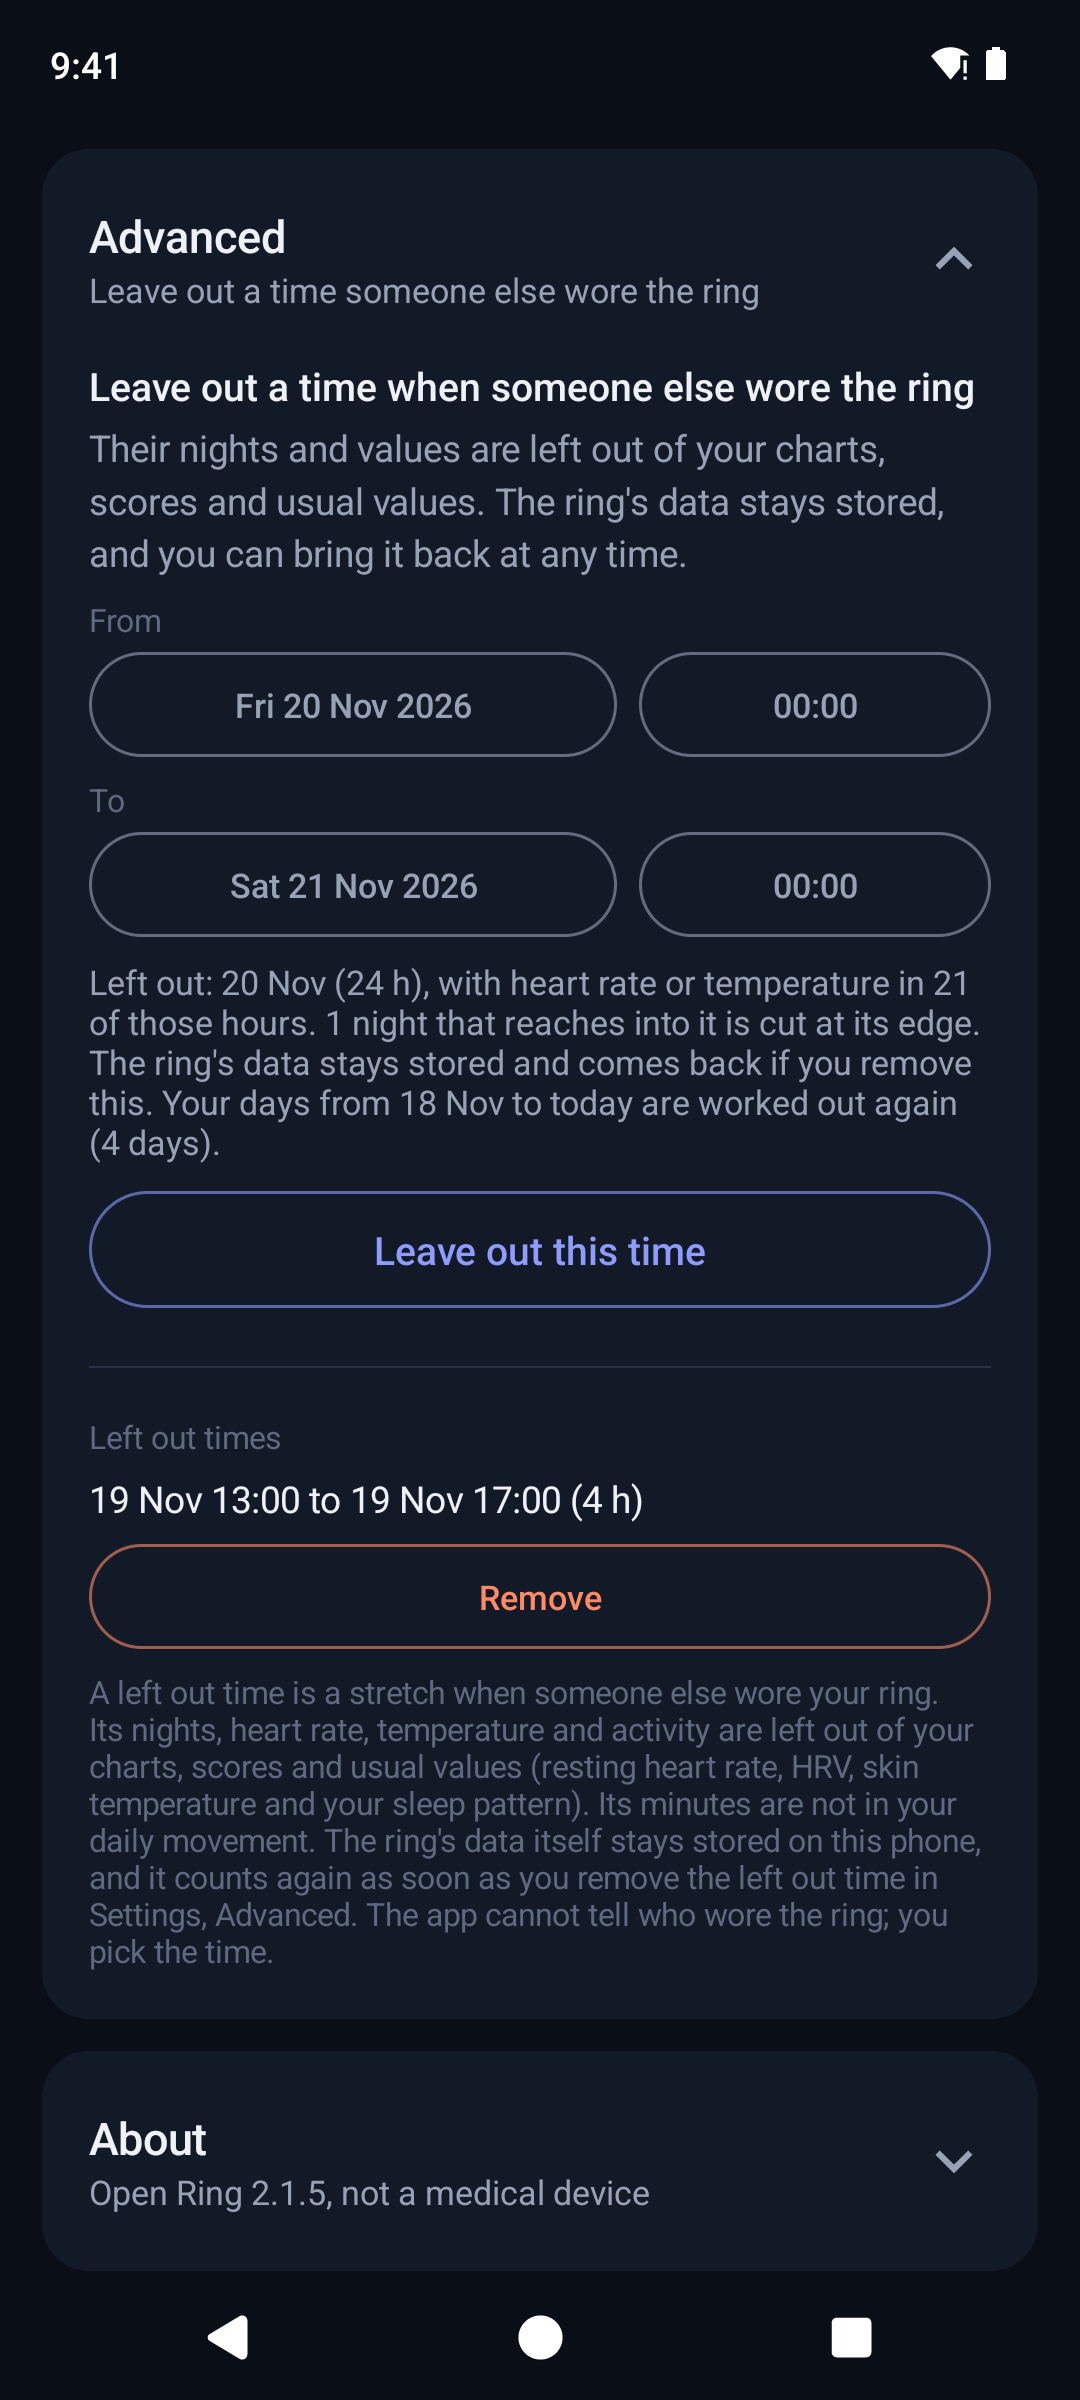 9:41
Advanced
Leave out a time someone else wore the ring
Leave out a time when someone else wore the ring
Their nights and values are left out of your charts,
scores and usual values. The ring's data stays stored,
and you can bring it back at any time.
From
Fri 20 Nov 2026
00:00
To
Sat 21 Nov 2026
00:00
Left out: 20 Nov (24 h), with heart rate or temperature in 21
of those hours. 1 night that reaches into it is cut at its edge.
The ring's data stays stored and comes back if you remove
this. Your days from 18 Nov to today are worked out again
(4 days).
Leave out this time
Left out times
19 Nov 13:00 to 19 Nov 17:00 (4 h)
Remove
A left out time is a stretch when someone else wore your ring.
Its nights, heart rate, temperature and activity are left out of your
charts, scores and usual values (resting heart rate, HRV, skin
temperature and your sleep pattern). Its minutes are not in your
daily movement. The ring's data itself stays stored on this phone,
and it counts again as soon as you remove the left out time in
Settings, Advanced. The app cannot tell who wore the ring; you
pick the time.
About
Open Ring 2.1.5, not a medical device